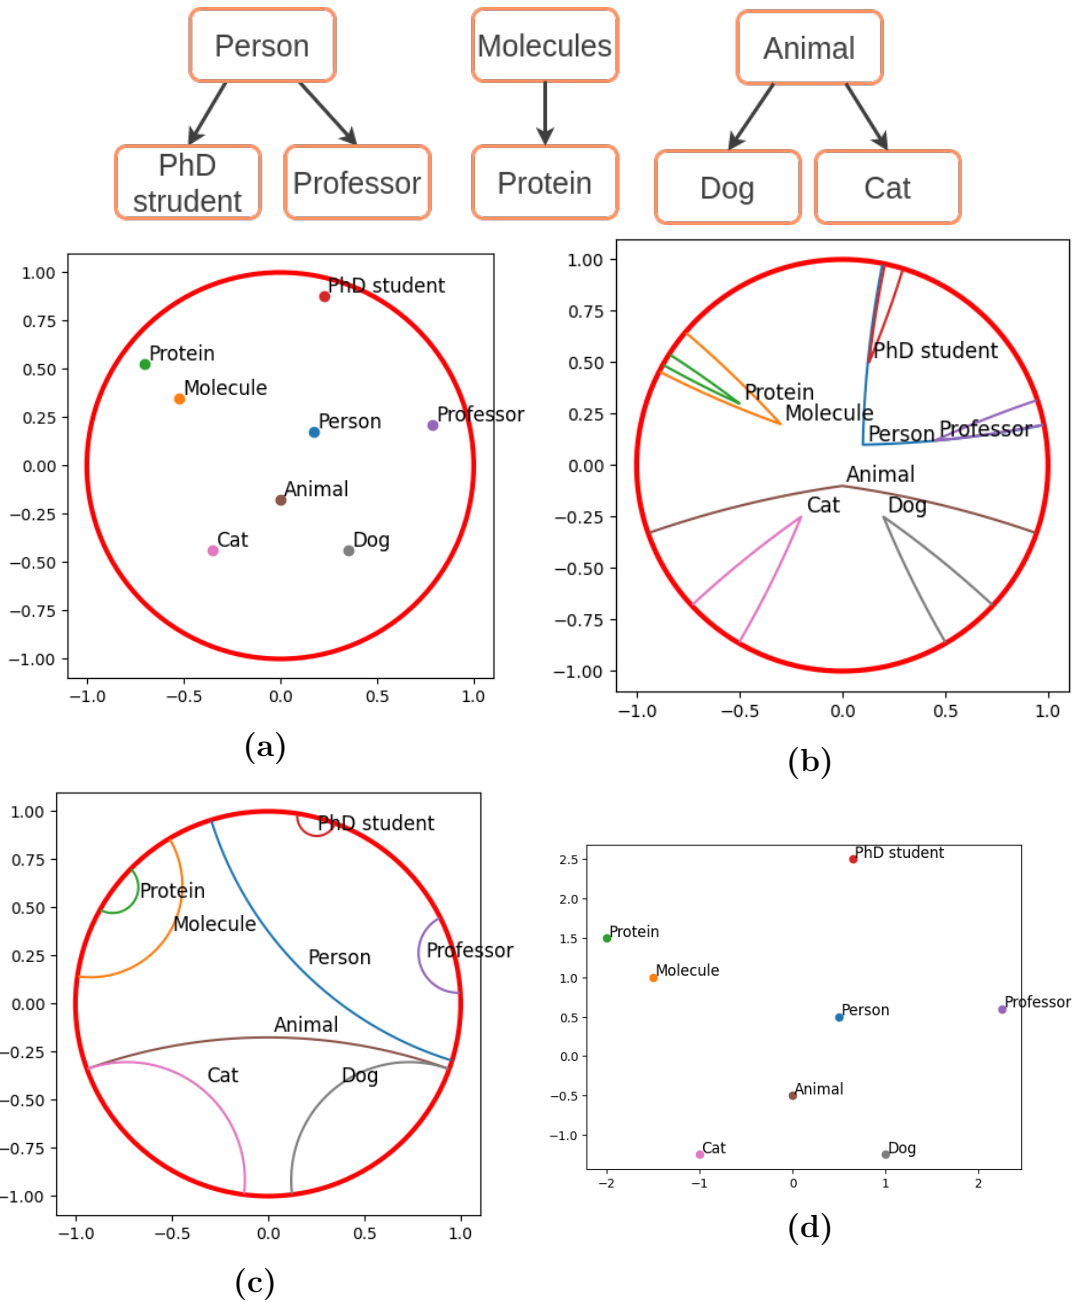 Person
Molecules
Animal
PhD
strudent
Professor
Protein
Dog
Cat
1.00
0.75
0.50
0.25
0.00
−0.25
−0.50
−0.75
−1.00
−1.0
−0.5
0.0
0.5
1.0
PhD student
Protein
Molecule
Person
Professor
Animal
Cat
Dog
(a)
1.00
0.75
0.50
0.25
0.00
−0.25
−0.50
−0.75
−1.00
−1.0
−0.5
0.0
0.5
1.0
PhD student
Protein
Molecule
Person
Professor
Animal
Cat
Dog
(b)
1.00
0.75
0.50
0.25
0.00
−0.25
−0.50
−0.75
−1.00
−1.0
−0.5
0.0
0.5
1.0
PhD student
Protein
Molecule
Professor
Person
Animal
Cat
Dog
(c)
2.5
2.0
1.5
1.0
0.5
0.0
−0.5
−1.0
−2
−1
0
1
2
PhD student
Protein
Molecule
Person
Professor
Animal
Cat
Dog
(d)